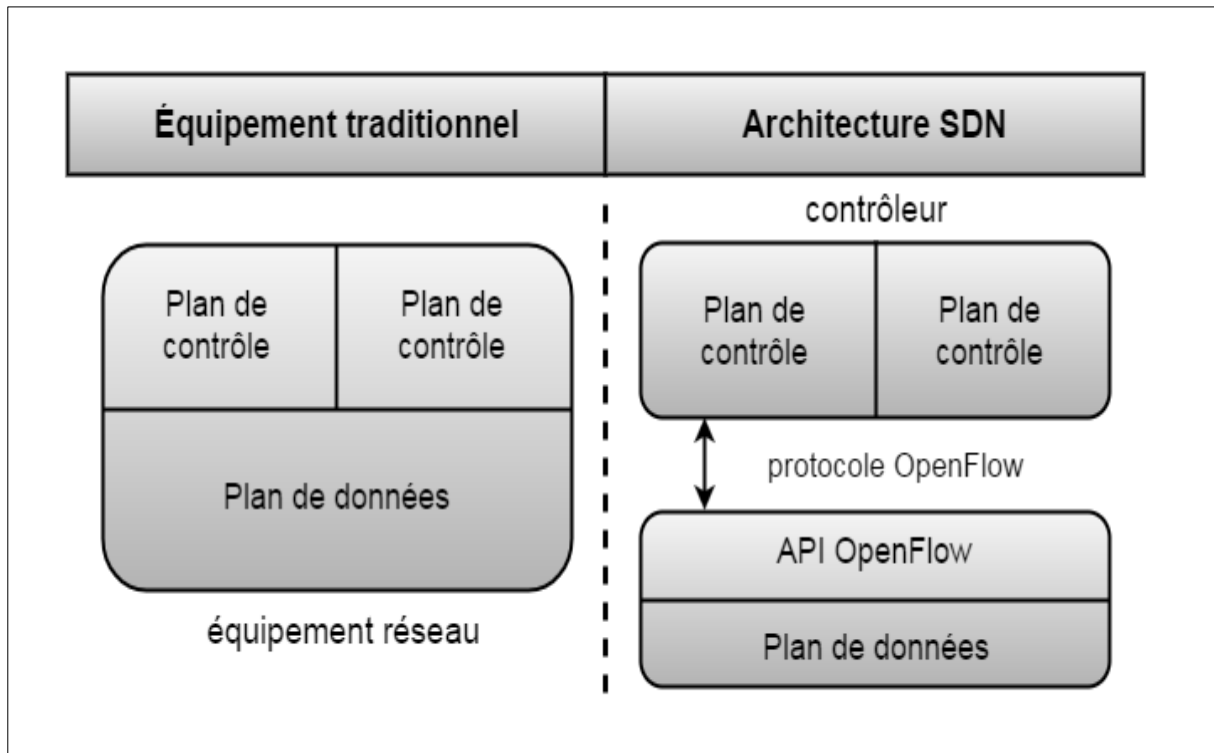 Équipement traditionnel
Architecture SDN
contrôleur
Plan de
contrôle
Plan de
contrôle
Plan de données
équipement réseau
Plan de
contrôle
Plan de
contrôle
protocole OpenFlow
API OpenFlow
Plan de données